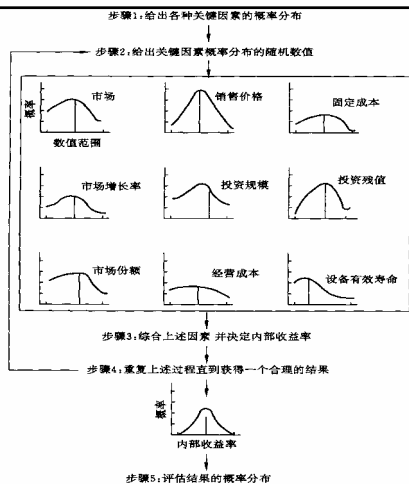 步骤1:给出各种关键因素的概率分布
步骤2:给出关键因素概率分布的随机数值
市场
销售价格
固定成本
概率
数值范围
市场增长率
投资规模
投资残值
市场份额
经营成本
设备有效寿命
步骤3:综合上述因素 并决定内部收益率
步骤4:重复上述过程直到获得一个合理的结果
概率
内部收益率
步骤5:评估结果的概率分布